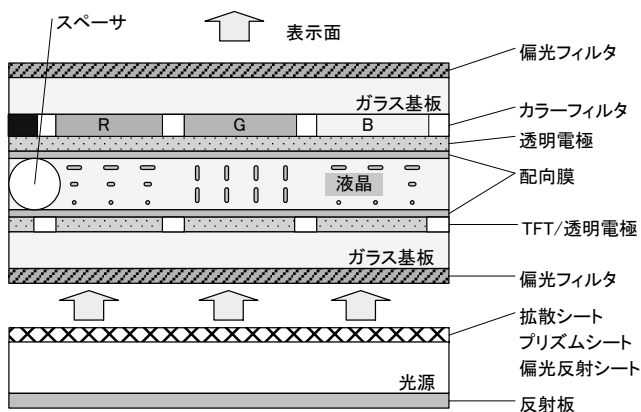 スペーサ
表示面
偏光フィルタ
ガラス基板
カラーフィルタ
R
G
B
透明電極
配向膜
液晶
TFT/透明電極
ガラス基板
偏光フィルタ
拡散シート
プリズムシート
偏光反射シート
光源
反射板